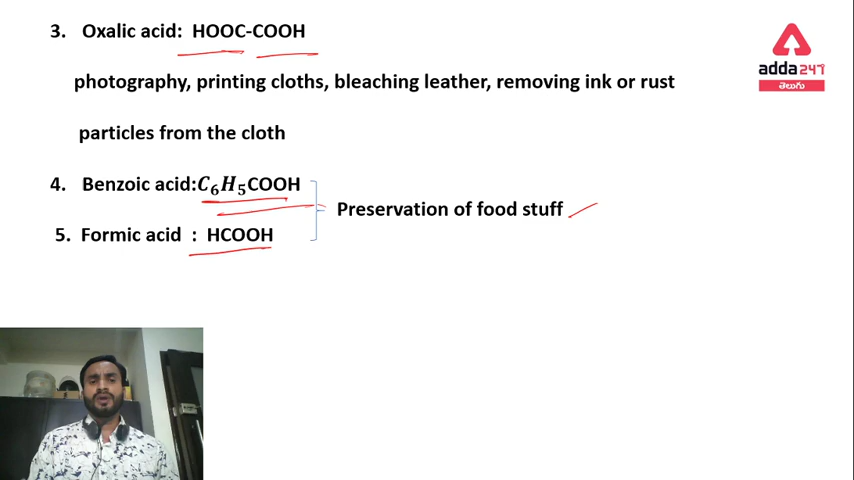 3. Oxalic acid: HOOC-COOH
photography, printing cloths, bleaching leather, removing ink or rust
particles from the cloth
4. Benzoic acid:C₆H₅COOH
Preservation of food stuff
5. Formic acid : HCOOH
adda247
తెలుగు